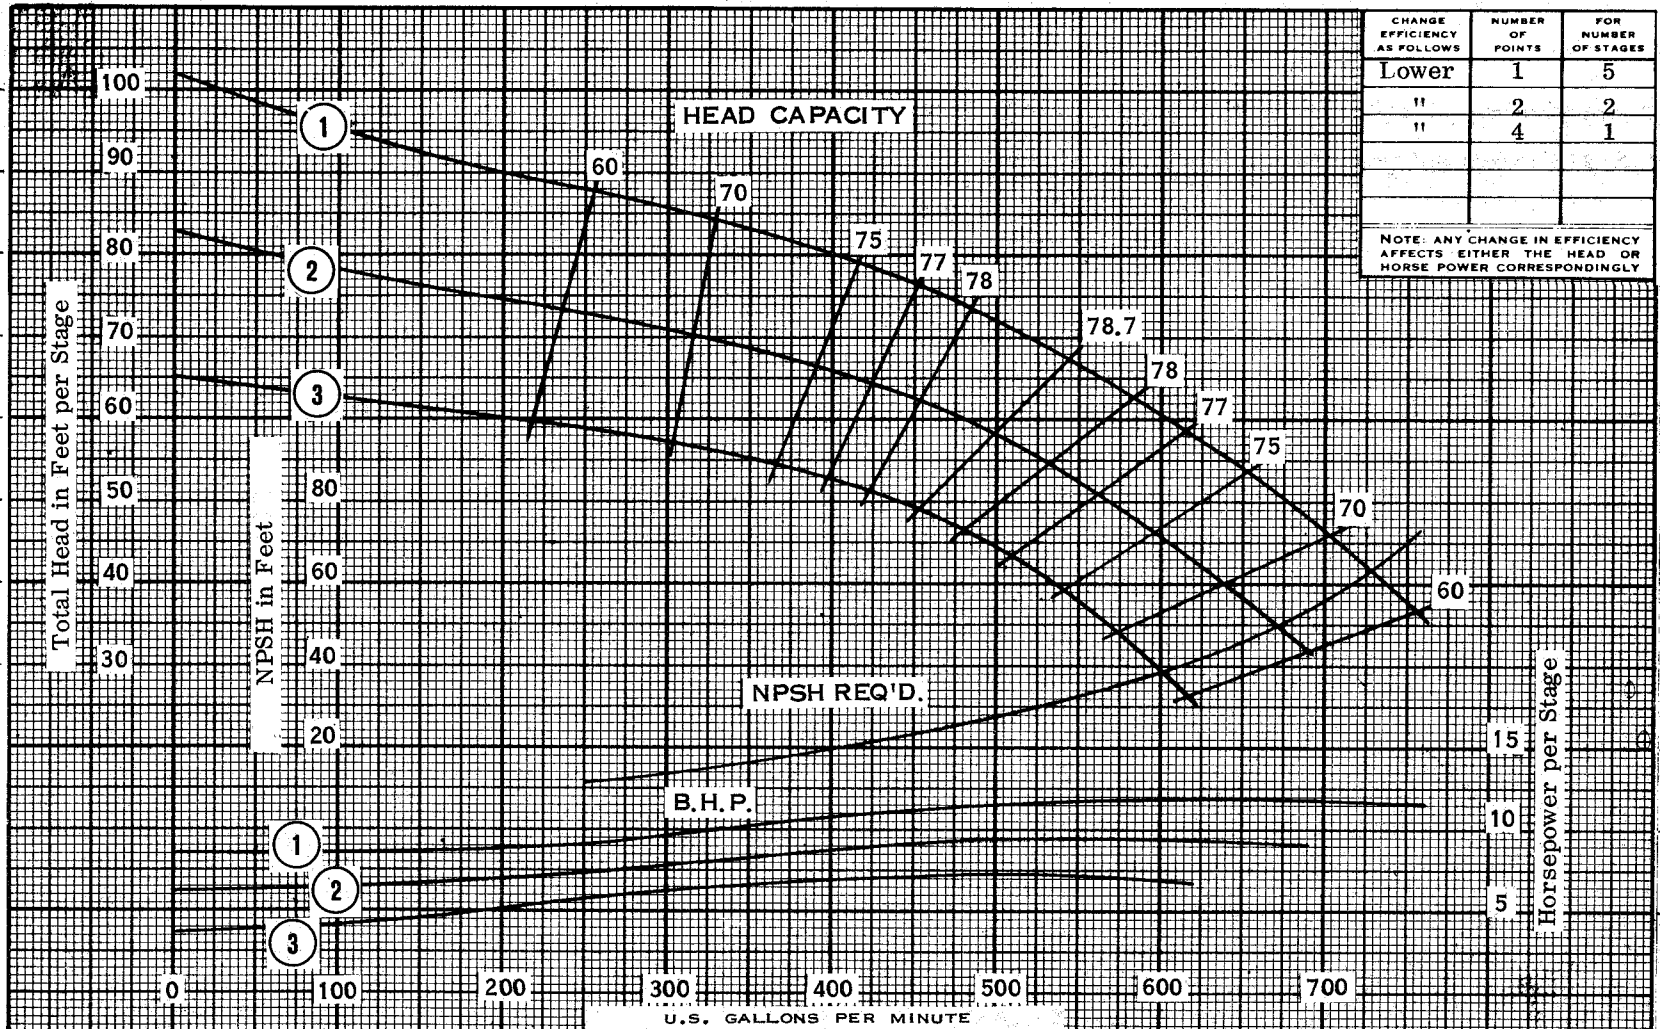 CHANGE EFFICIENCY AS FOLLOWS
NUMBER OF POINTS
FOR NUMBER OF STAGES
Lower 1 5
" 2 2
" 4 1
NOTE: ANY CHANGE IN EFFICIENCY
AFFECTS EITHER THE HEAD OR
HORSE POWER CORRESPONDINGLY
HEAD CAPACITY
100
90
80
70
60
50
40
30
Total Head in Feet per Stage
80
60
40
20
NPSH in Feet
1
2
3
60
70
75
77
78
78.7
78
77
75
70
60
NPSH REQ'D.
B.H.P.
1
2
3
15
10
5
Horsepower per Stage
0 100 200 300 400 500 600 700
U.S. GALLONS PER MINUTE